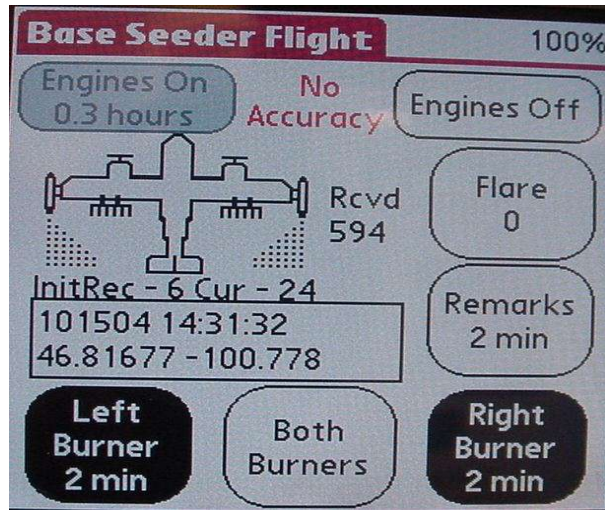 Base Seeder Flight
100%
Engines On
0.3 hours
No
Accuracy
Engines Off
Rcvd
594
Flare
0
InitRec - 6 Cur - 24
101504 14:31:32
46.81677 -100.778
Remarks
2 min
Left
Burner
2 min
Both
Burners
Right
Burner
2 min